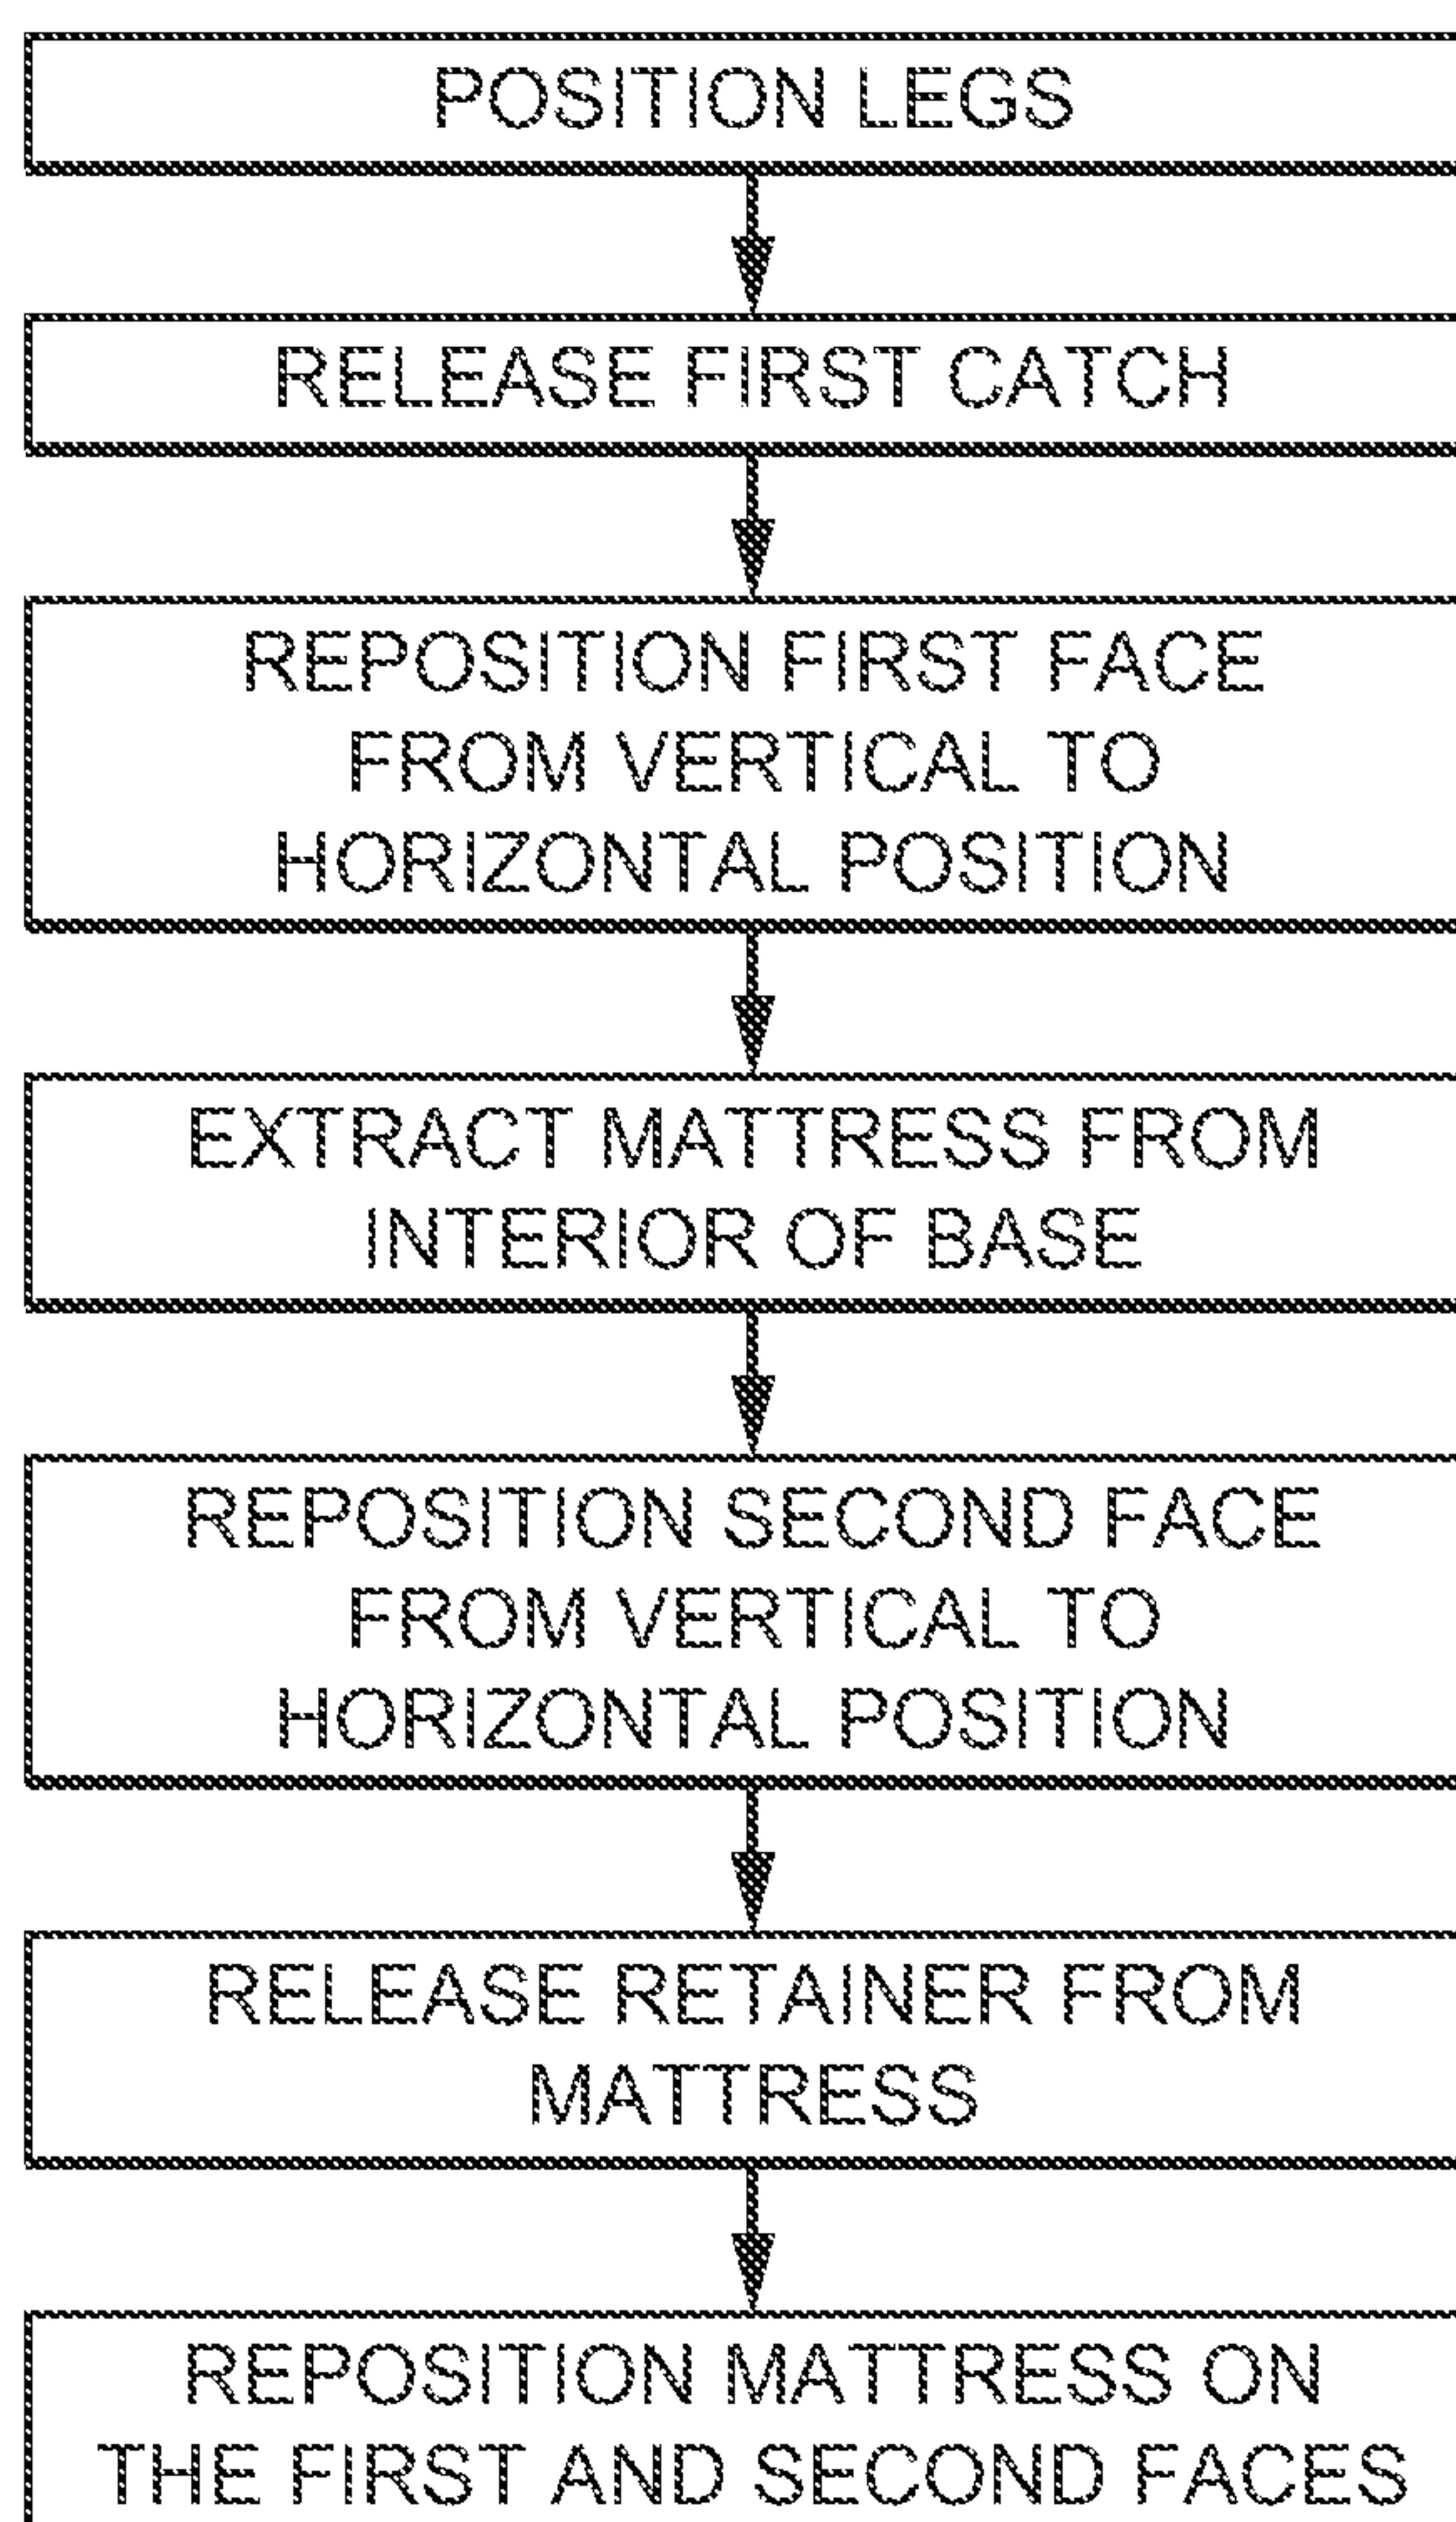 POSITION LEGS
RELEASE FIRST CATCH
REPOSITION FIRST FACE
FROM VERTICAL TO
HORIZONTAL POSITION
EXTRACT MATTRESS FROM
INTERIOR OF BASE
REPOSITION SECOND FACE
FROM VERTICAL TO
HORIZONTAL POSITION
RELEASE RETAINER FROM
MATTRESS
REPOSITION MATTRESS ON
THE FIRST AND SECOND FACES